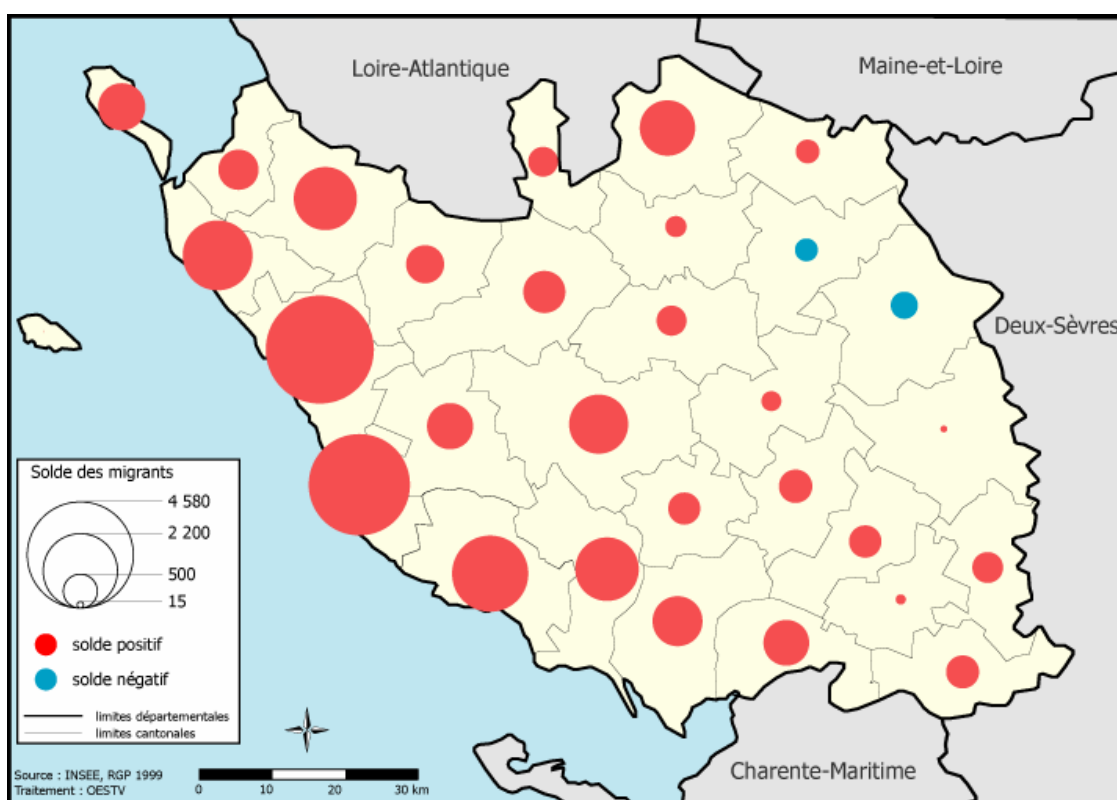 Loire-Atlantique
Maine-et-Loire
Deux-Sèvres
Solde des migrants
4 580
2 200
500
15
solde positif
solde négatif
limites départementales
limites cantonales
Source : INSEE, RGP 1999
Traitement : OESTV
0 10 20 30 km
Charente-Maritime